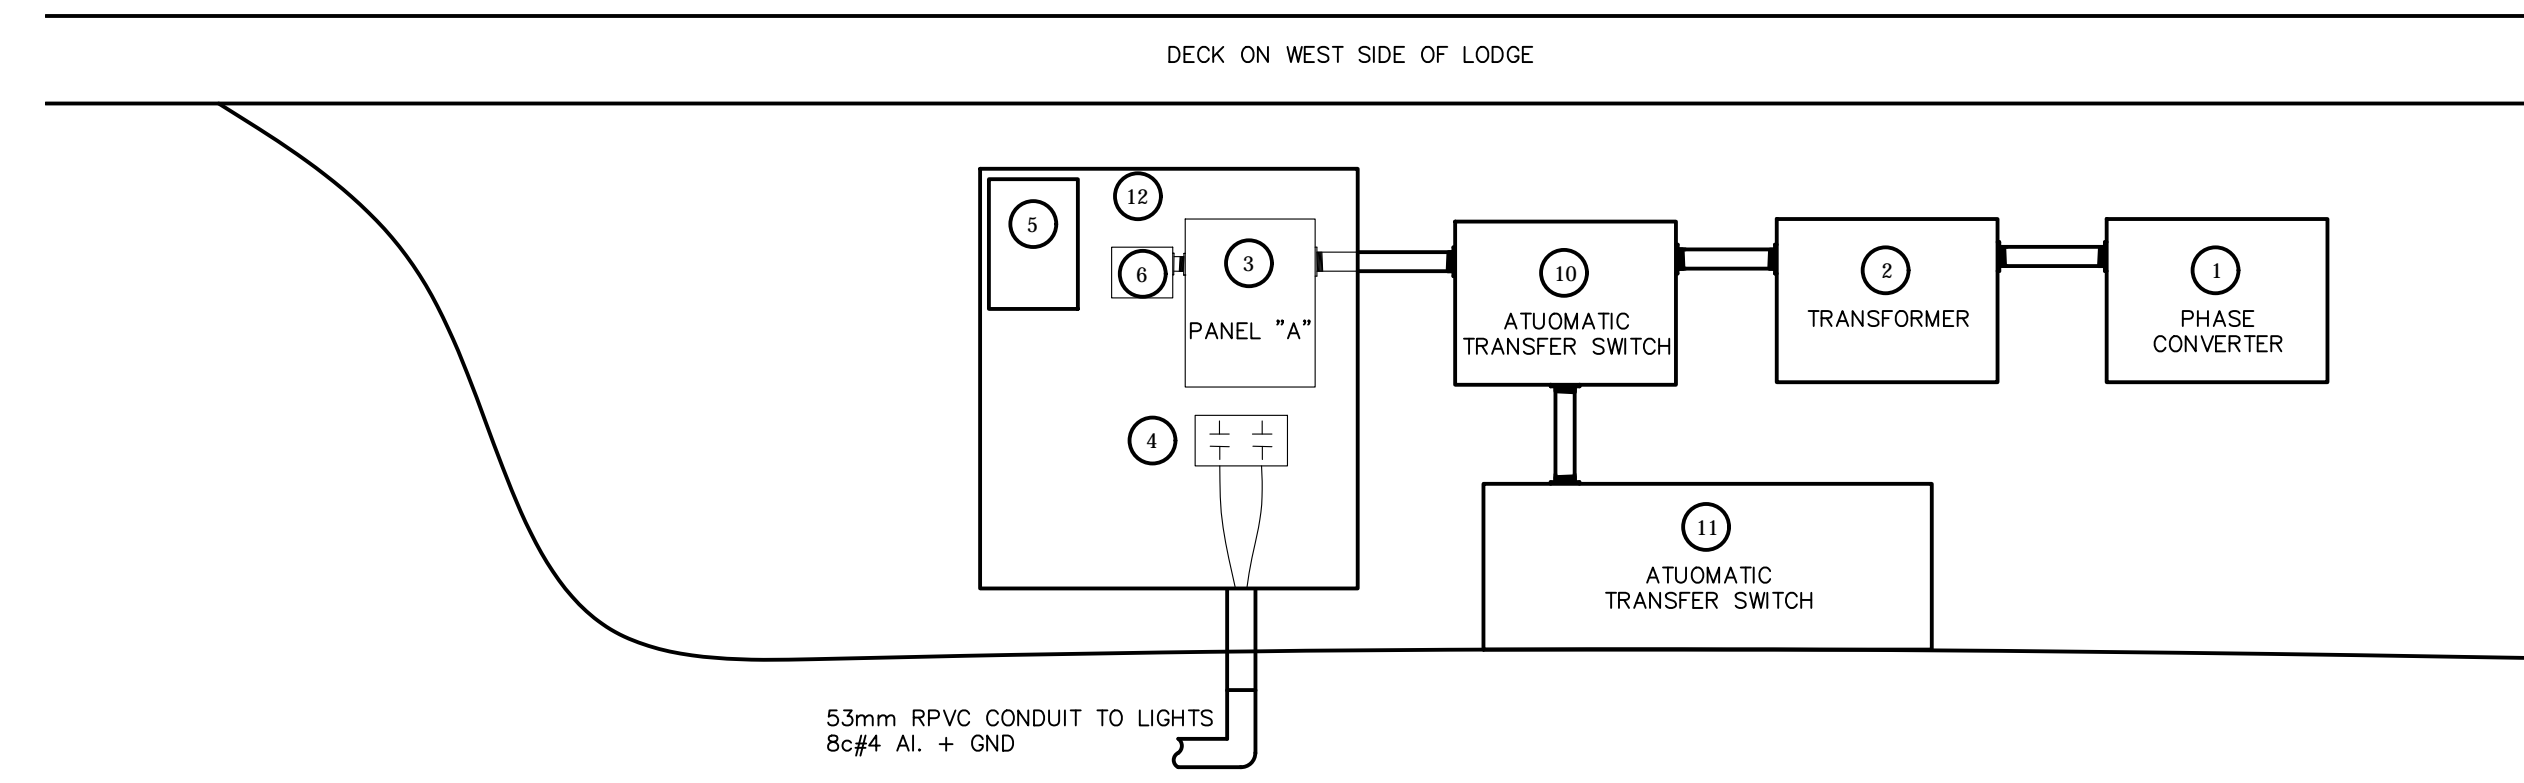 DECK ON WEST SIDE OF LODGE
12
5
6
3
PANEL "A"
10
ATUOMATIC
TRANSFER SWITCH
2
TRANSFORMER
1
PHASE
CONVERTER
4
11
ATUOMATIC
TRANSFER SWITCH
53mm RPVC CONDUIT TO LIGHTS
8c#4 Al. + GND